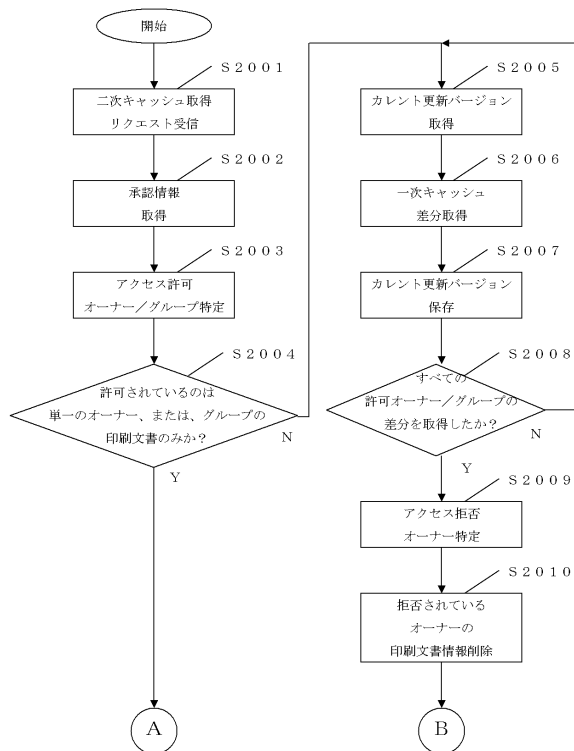 開始
S2001
二次キャッシュ取得
リクエスト受信
S2002
承認情報
取得
S2003
アクセス許可
オーナー／グループ特定
S2004
許可されているのは
単一のオーナー、または、グループの
印刷文書のみか？
N
Y
A
S2005
カレント更新バージョン
取得
S2006
一次キャッシュ
差分取得
S2007
カレント更新バージョン
保存
S2008
すべての
許可オーナー／グループの
差分を取得したか？
N
Y
S2009
アクセス拒否
オーナー特定
S2010
拒否されている
オーナーの
印刷文書情報削除
B